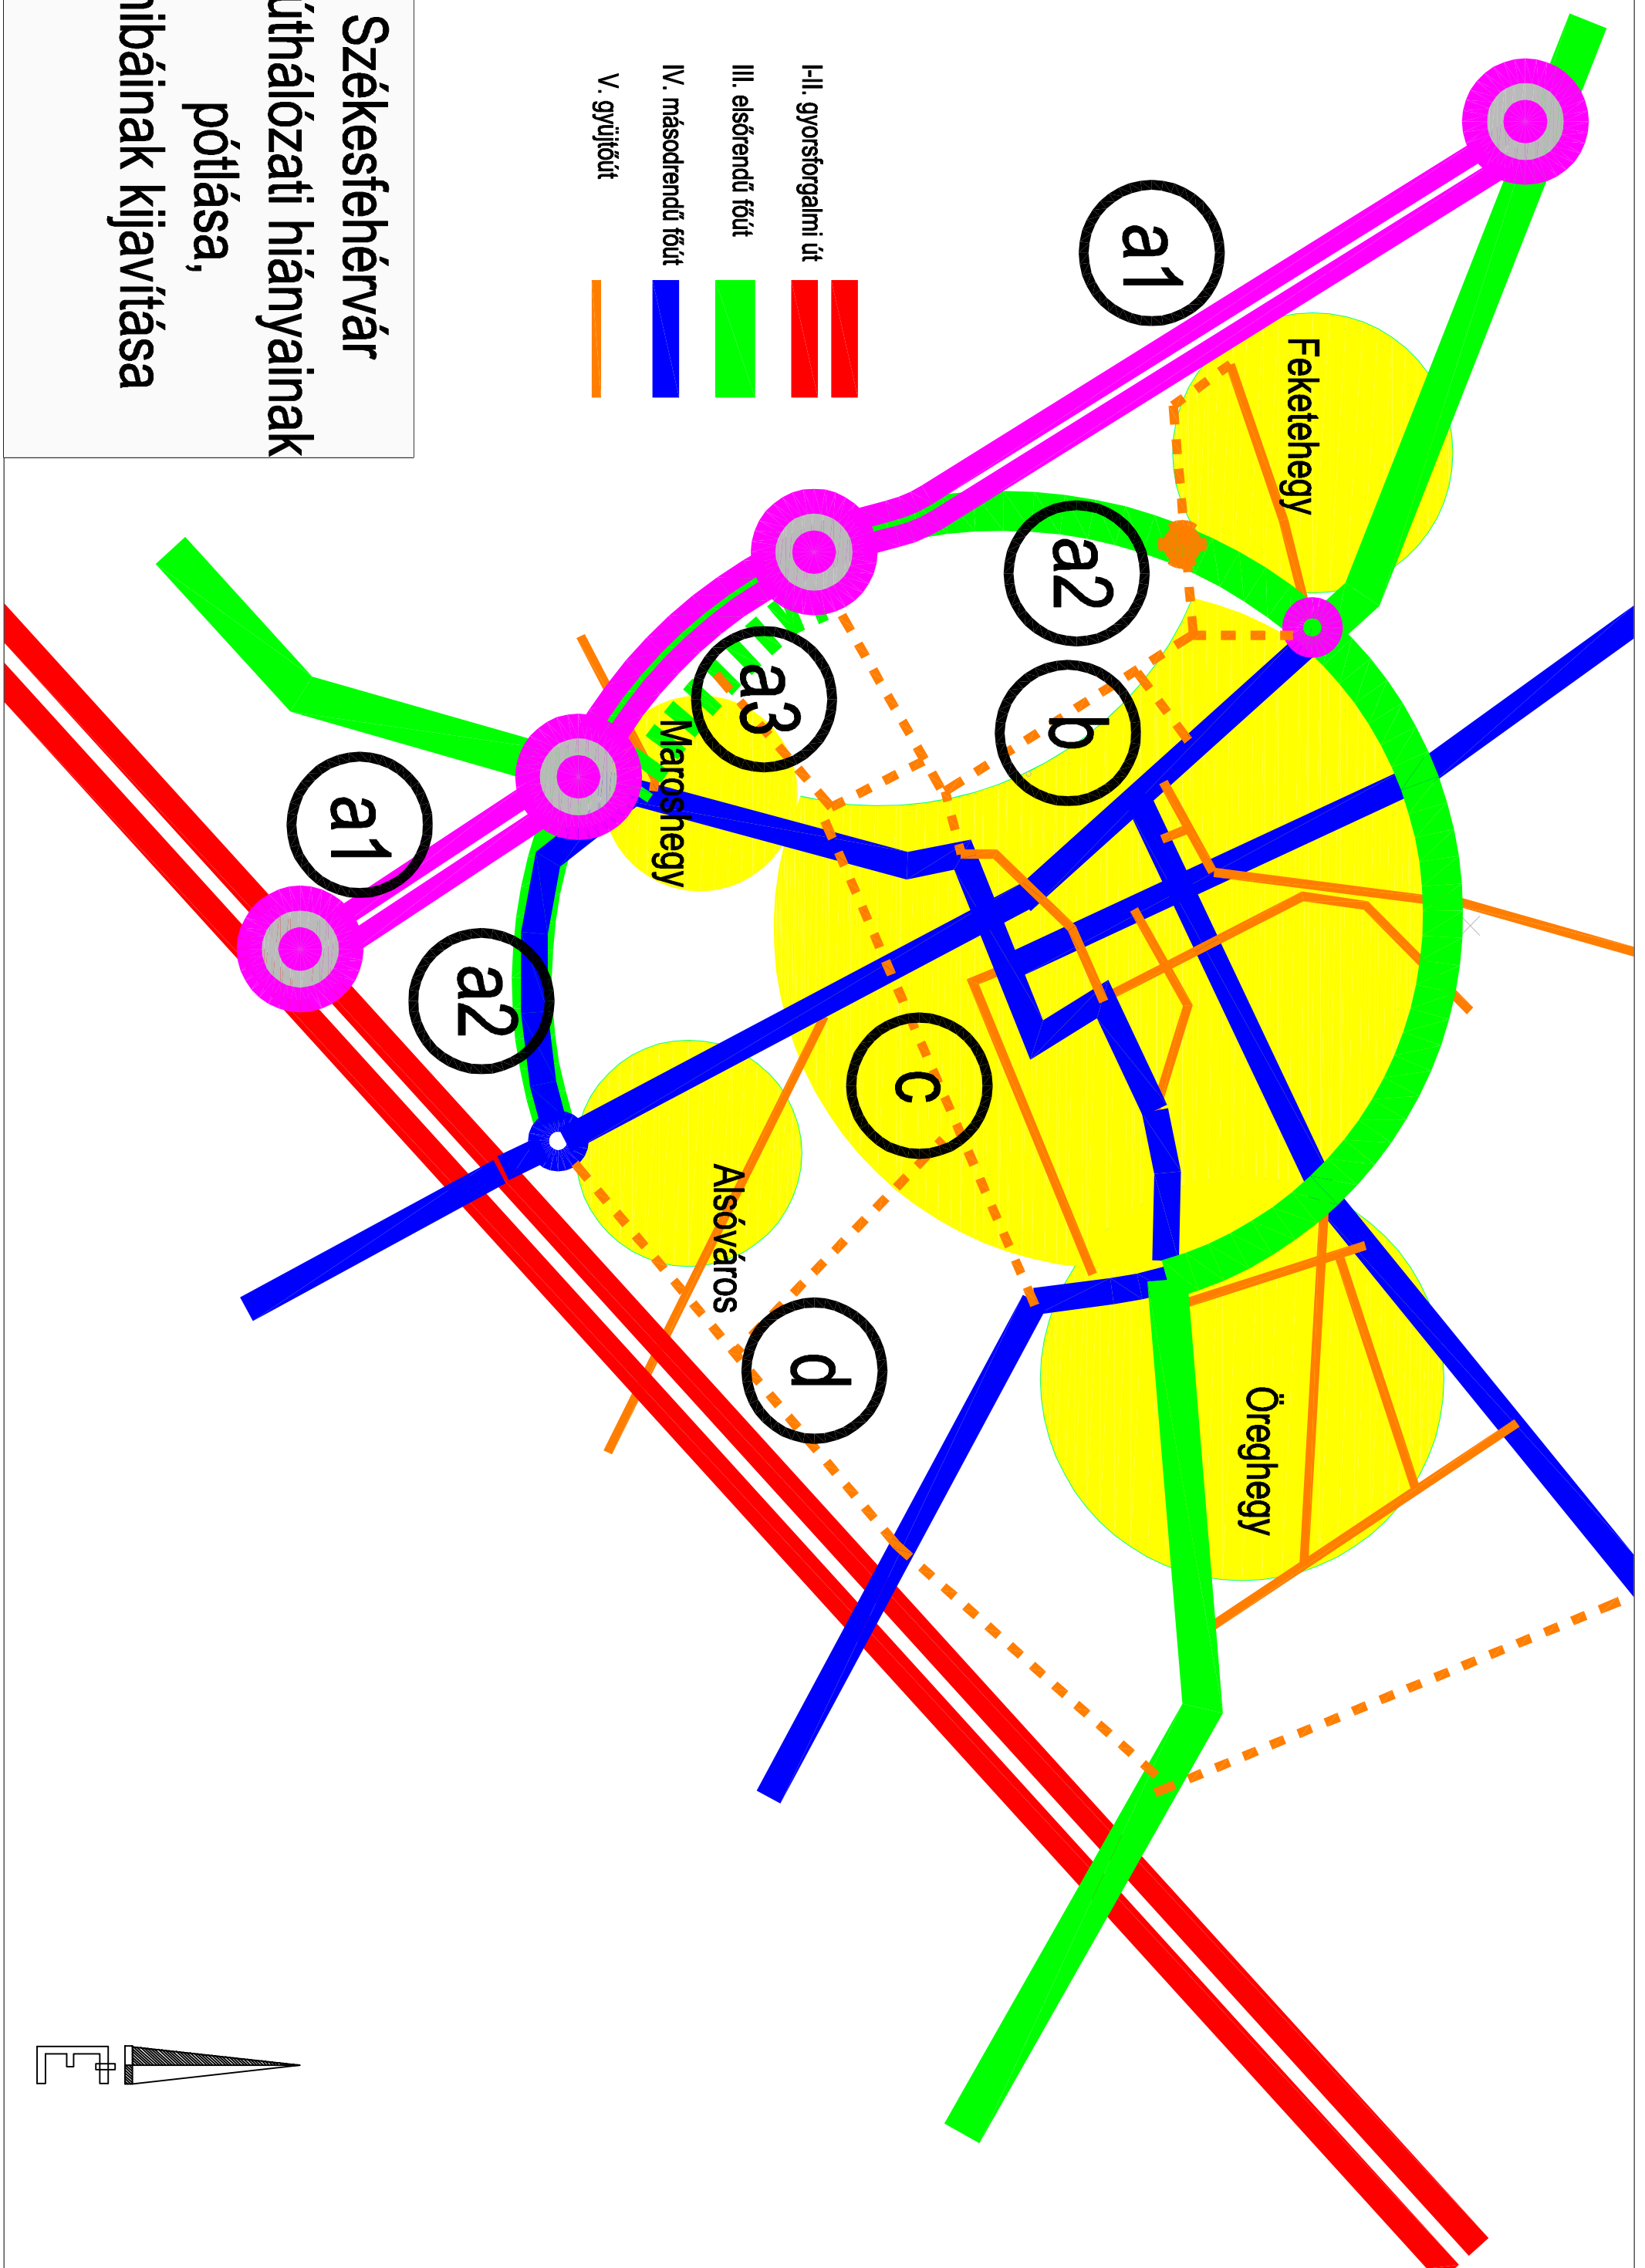 Feketehegy
Öreghegy
a1
a2
b
c
d
a3
Alsóváros
Maroshegy
a2
a1
I-II. gyorsforgalmi út
III. elsőrendű főút
IV. másodrendű főút
V. gyűjtőút
Székesfehérvár
úthálózati hiányainak
pótlása,
hibáinak kijavítása
É